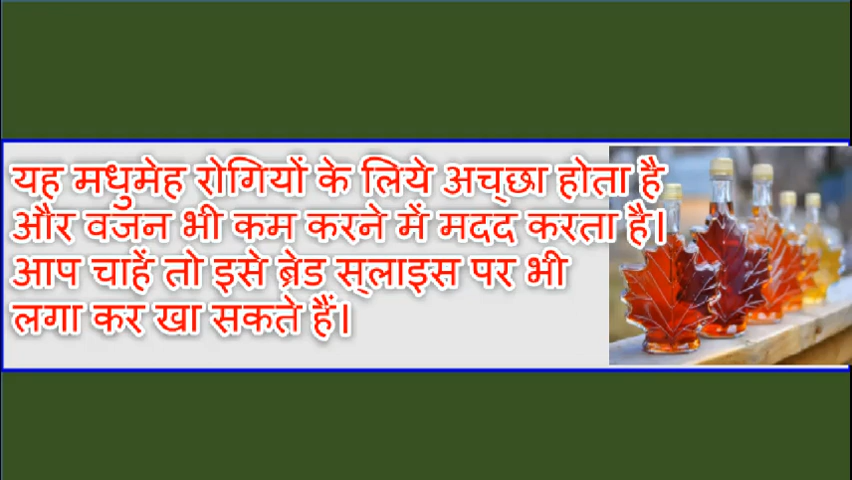 यह मधुमेह रोगियों के लिये अच्छा होता है
और वजन भी कम करने में मदद करता है।
आप चाहें तो इसे ब्रेड स्लाइस पर भी
लगा कर खा सकते हैं।